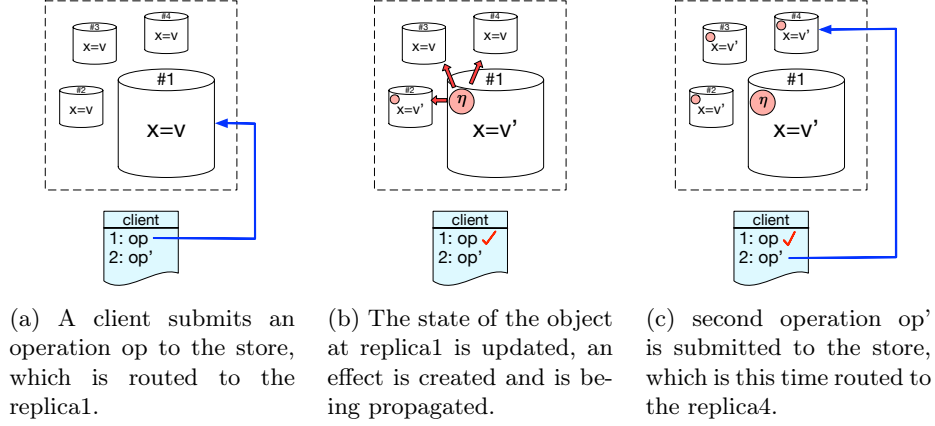 #3
x=v
#4
x=v
#2
x=v
#1
x=v
client
1: op
2: op’
(a) A client submits an
operation op to the store,
which is routed to the
replica1.
#3
x=v
#4
x=v
#2
x=v’
#1
η
x=v’
client
1: op
2: op’
(b) The state of the object
at replica1 is updated, an
effect is created and is be-
ing propagated.
#3
x=v’
#4
x=v’
#2
x=v’
#1
η
x=v’
client
1: op
2: op’
(c) second operation op’
is submitted to the store,
which is this time routed to
the replica4.